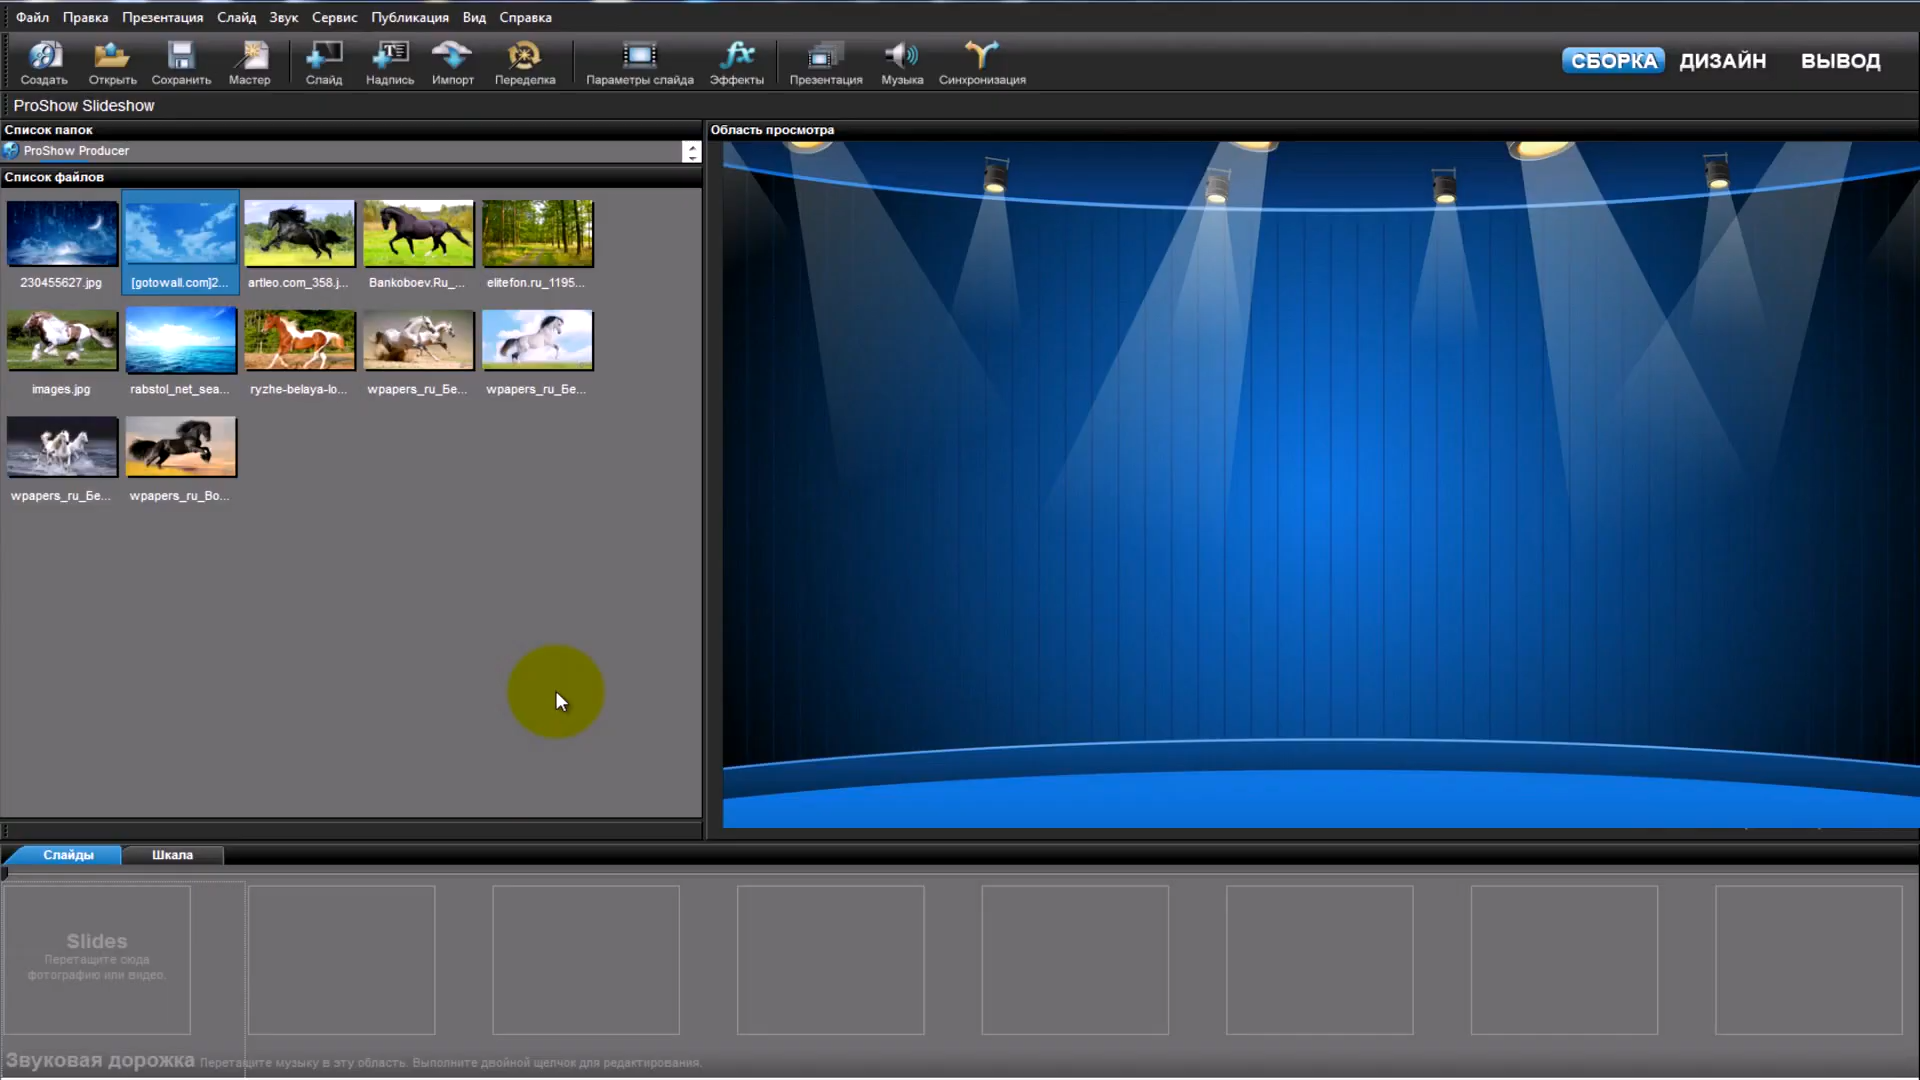 Файл Правка Презентация Слайд Звук Сервис Публикация Вид Справка
Создать Открыть Сохранить Мастер Слайд Надпись Импорт Переделка Параметры слайда Эффекты Презентация Музыка Синхронизация
СБОРКА ДИЗАЙН ВЫВОД
ProShow Slideshow
Список папок
ProShow Producer
Список файлов
230455627.jpg [gotowall.com]2... artleo.com_358.j... Bankoboev.Ru_... elitefon.ru_1195...
images.jpg rabstol_net_sea... ryzhe-belaya-lo... wpapers_ru_Бе... wpapers_ru_Бе...
wpapers_ru_Бе... wpapers_ru_Во...
Область просмотра
Слайды Шкала
Slides
Перетащите сюда
фотографию или видео.
Звуковая дорожка Перетащите музыку в эту область. Выполните двойной щелчок для редактирования.